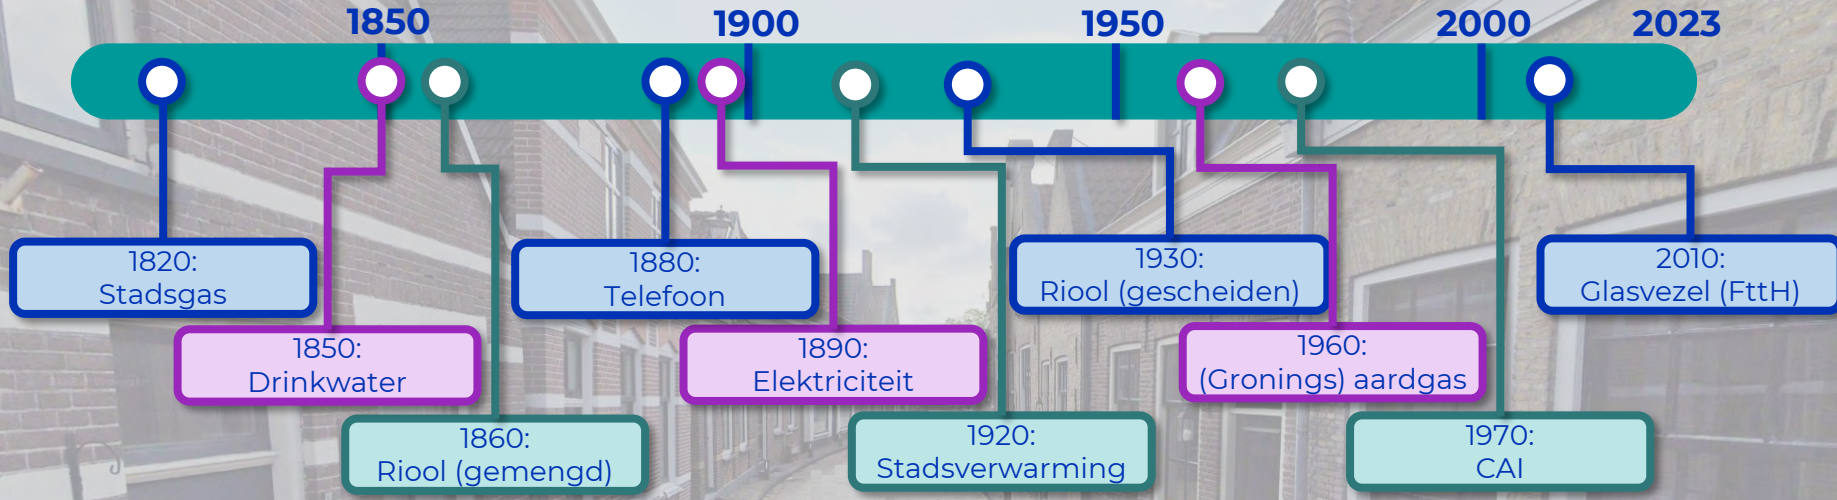 1850
1900
1950
2000
2023
1820:
Stadsgas
1850:
Drinkwater
1860:
Riool (gemengd)
1880:
Telefoon
1890:
Elektriciteit
1920:
Stadsverwarming
1930:
Riool (gescheiden)
1960:
(Gronings) aardgas
1970:
CAI
2010:
Glasvezel (FttH)